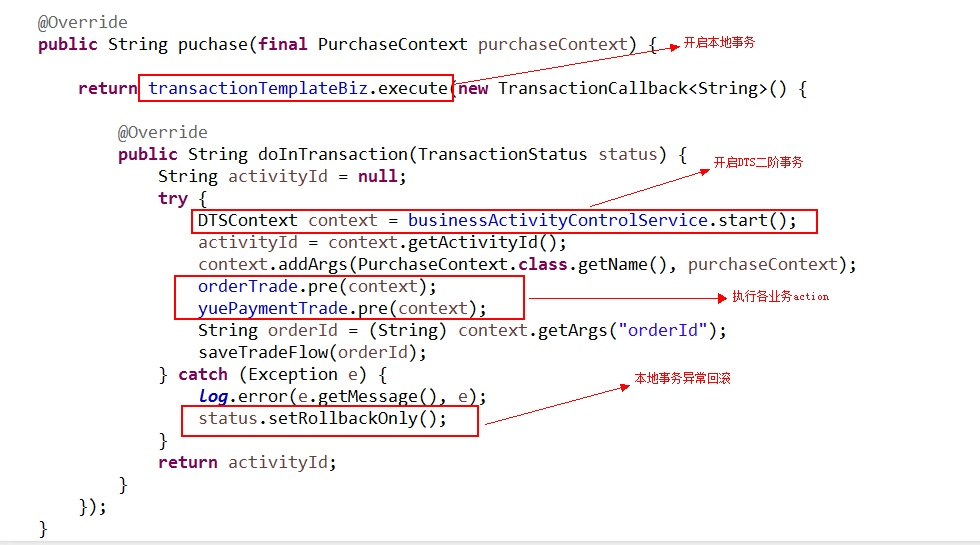 @Override
public String puchase(final PurchaseContext purchaseContext) {
开启本地事务
return transactionTemplateBiz.execute(new TransactionCallback<String>() {
@Override
public String doInTransaction(TransactionStatus status) {
开启DTS二阶事务
String activityId = null;
try {
DTSContext context = businessActivityControlService.start();
activityId = context.getActivityId();
context.addArgs(PurchaseContext.class.getName(), purchaseContext);
orderTrade.pre(context);
执行各业务action
yuePaymentTrade.pre(context);
String orderId = (String) context.getArgs("orderId");
saveTradeFlow(orderId);
} catch (Exception e) {
本地事务异常回滚
log.error(e.getMessage(), e);
status.setRollbackOnly();
}
return activityId;
}
});
}